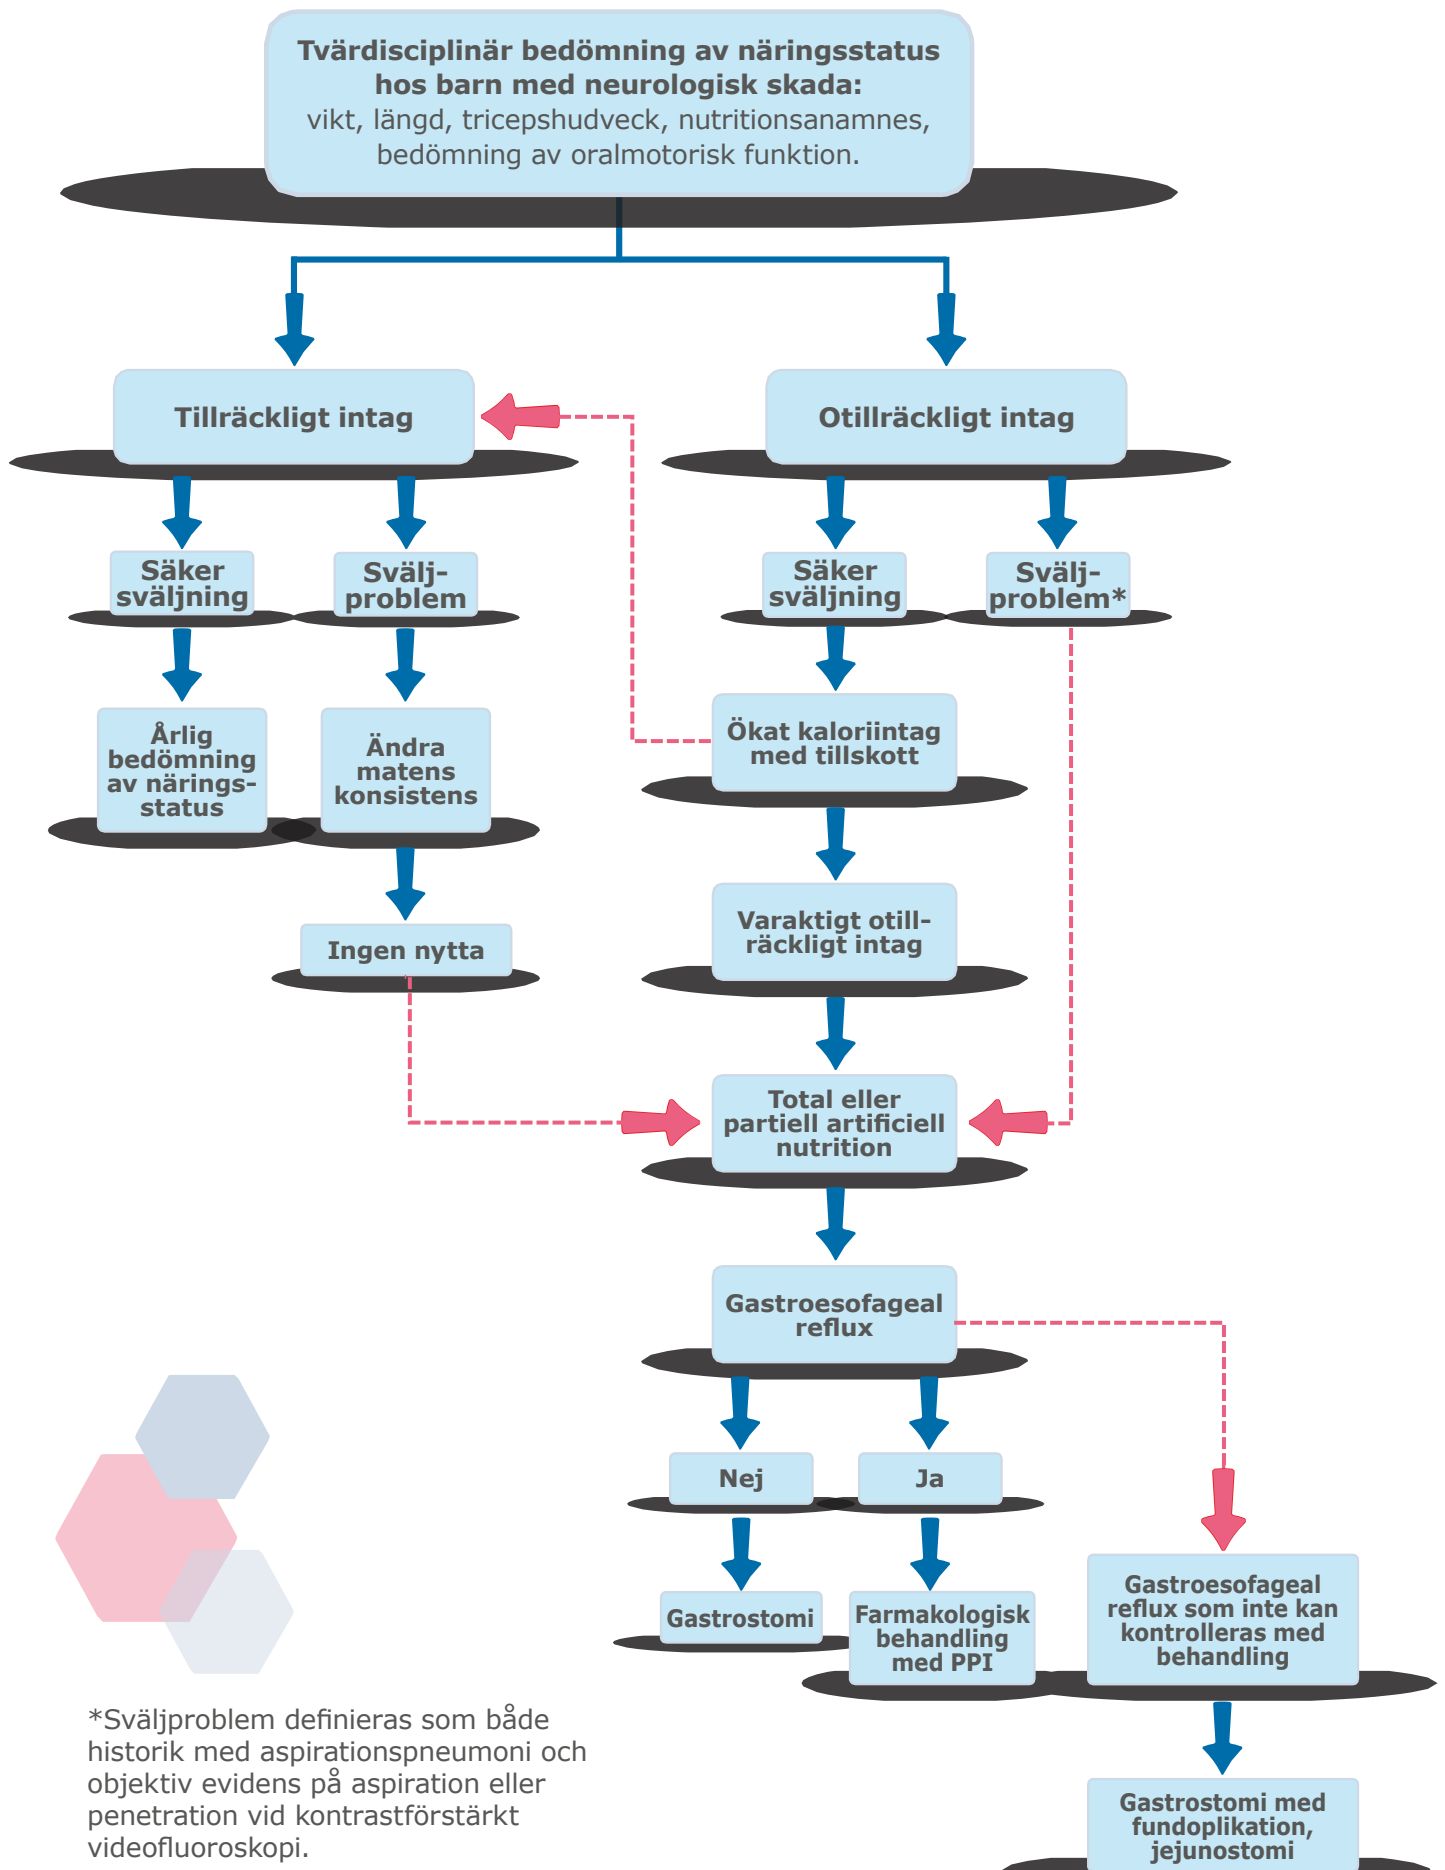 Tvärdisciplinär bedömning av näringsstatus
hos barn med neurologisk skada:
vikt, längd, tricepshudveck, nutritionsanamnes,
bedömning av oralmotorisk funktion.
Tillräckligt intag
Otillräckligt intag
Säker
sväljning
Svälj-
problem
Säker
sväljning
Svälj-
problem*
Årlig
bedömning
av närings-
status
Ändra
matens
konsistens
Ökat kaloriintag
med tillskott
Ingen nytta
Varaktigt otill-
räckligt intag
Total eller
partiell artificiell
nutrition
Gastroesofageal
reflux
Nej
Ja
Gastrostomi
Farmakologisk
behandling
med PPI
Gastroesofageal
reflux som inte kan
kontrolleras med
behandling
Gastrostomi med
fundoplikation,
jejunostomi
*Sväljproblem definieras som både
historik med aspirationspneumoni och
objektiv evidens på aspiration eller
penetration vid kontrastförstärkt
videofluoroskopi.